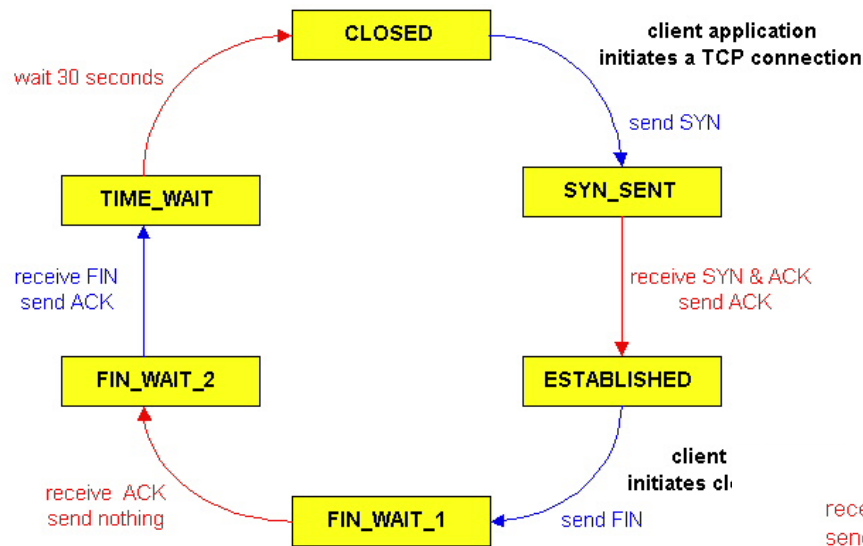 CLOSED
client application
initiates a TCP connection
wait 30 seconds
send SYN
TIME_WAIT
SYN_SENT
receive FIN
send ACK
receive SYN & ACK
send ACK
FIN_WAIT_2
ESTABLISHED
client
initiates
receive ACK
send nothing
FIN_WAIT_1
send FIN